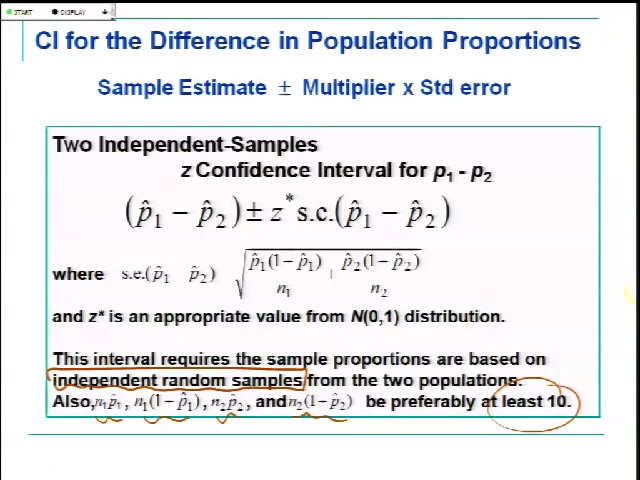 START DISPLAY
CI for the Difference in Population Proportions
Sample Estimate ± Multiplier x Std error
Two Independent-Samples
z Confidence Interval for p₁ - p₂
(p̂₁ − p̂₂) ± z* s.e.(p̂₁ − p̂₂)
where s.e.(p̂₁ p̂₂) √ p̂₁(1−p̂₁)/n₁ + p̂₂(1−p̂₂)/n₂
and z* is an appropriate value from N(0,1) distribution.
This interval requires the sample proportions are based on
independent random samples from the two populations.
Also, n₁p̂₁, n₁(1−p̂₁), n₂p̂₂, and n₂(1−p̂₂) be preferably at least 10.